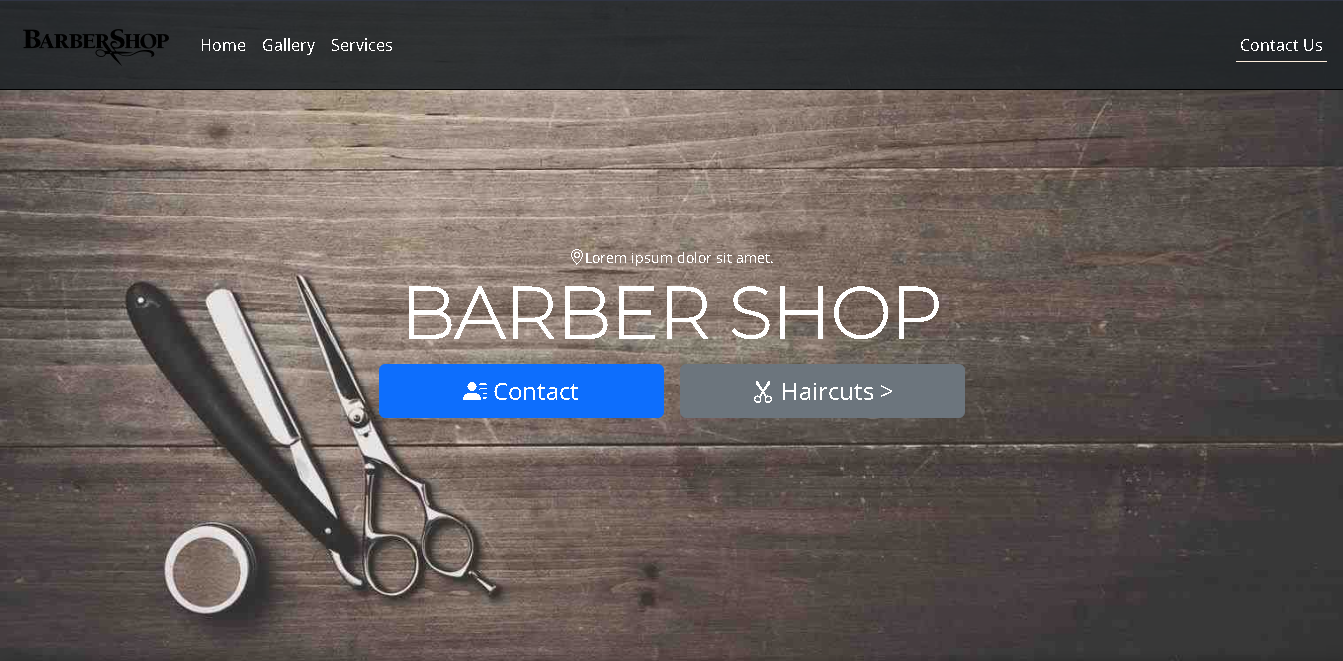 BARBERSHOP
Home Gallery Services
Contact Us
Lorem ipsum dolor sit amet.
BARBER SHOP
Contact
Haircuts >